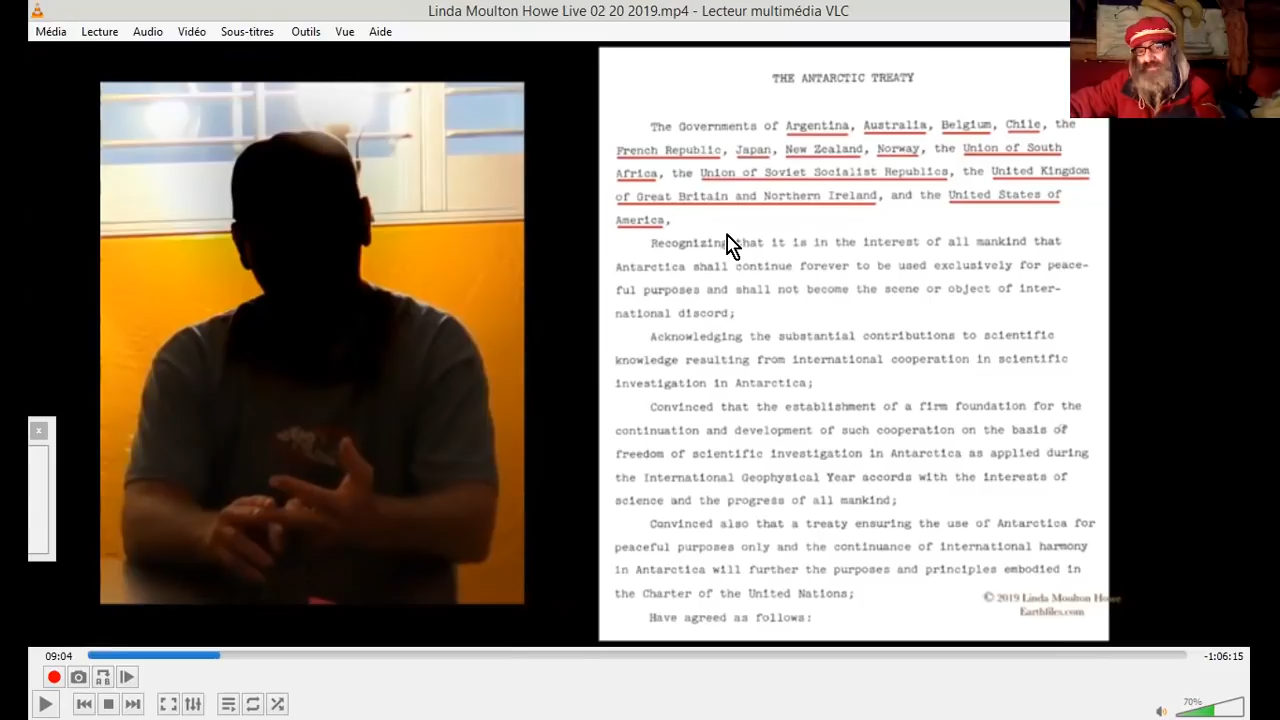 Linda Moulton Howe Live 02 20 2019.mp4 - Lecteur multimédia VLC
Média Lecture Audio Vidéo Sous-titres Outils Vue Aide
THE ANTARCTIC TREATY
The Governments of Argentina, Australia, Belgium, Chile, the
French Republic, Japan, New Zealand, Norway, the Union of South
Africa, the Union of Soviet Socialist Republics, the United Kingdom
of Great Britain and Northern Ireland, and the United States of
America,
Recognizing that it is in the interest of all mankind that
Antarctica shall continue forever to be used exclusively for peace-
ful purposes and shall not become the scene or object of inter-
national discord;
Acknowledging the substantial contributions to scientific
knowledge resulting from international cooperation in scientific
investigation in Antarctica;
Convinced that the establishment of a firm foundation for the
continuation and development of such cooperation on the basis of
freedom of scientific investigation in Antarctica as applied during
the International Geophysical Year accords with the interests of
science and the progress of all mankind;
Convinced also that a treaty ensuring the use of Antarctica for
peaceful purposes only and the continuance of international harmony
in Antarctica will further the purposes and principles embodied in
the Charter of the United Nations;
Have agreed as follows:
© 2019 Linda Moulton Howe
Earthfiles.com
09:04
-1:06:15
70%